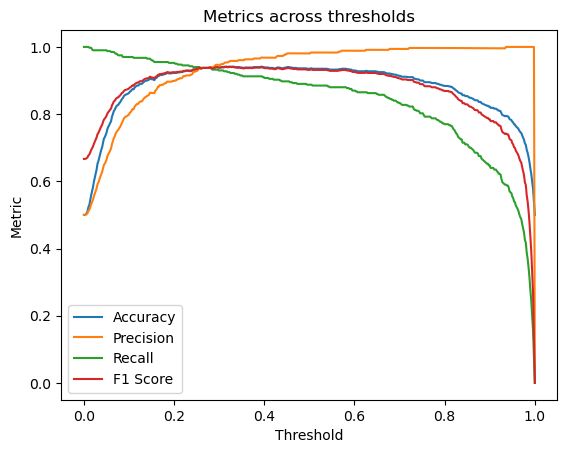 Metrics across thresholds
Metric
1.0
0.8
0.6
0.4
0.2
0.0
Accuracy
Precision
Recall
F1 Score
0.0 0.2 0.4 0.6 0.8 1.0
Threshold